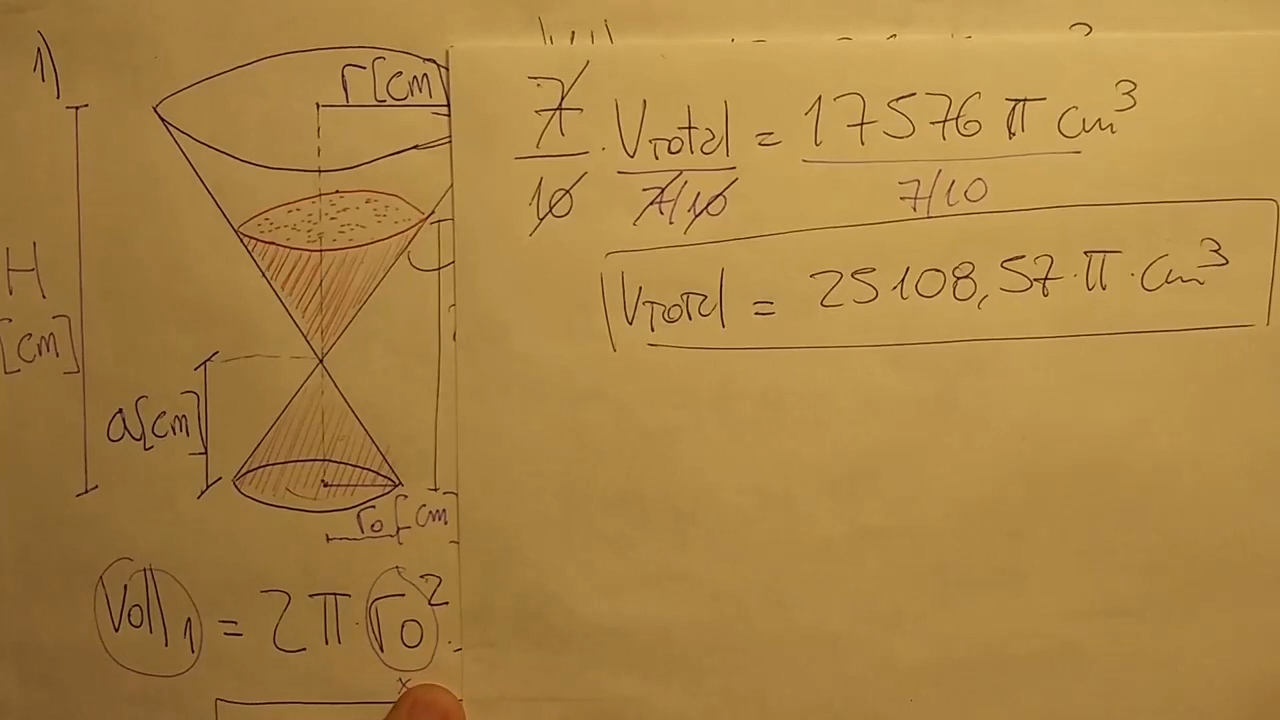 1)
r[cm]
H
[cm]
a[cm]
r₀[cm]
Vol1₁ = 2π·r₀²·
x
7/10 · VTotal/7/10 = 17576 π cm³/7/10
VTotal = 25108,57·π·cm³